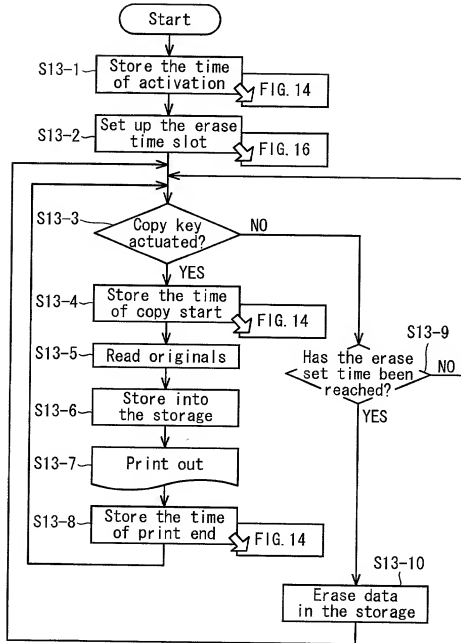 Start
S13-1
Store the time
of activation
FIG. 14
S13-2
Set up the erase
time slot
FIG. 16
S13-3
Copy key
actuated?
NO
YES
S13-4
Store the time
of copy start
FIG. 14
S13-5
Read originals
S13-6
Store into
the storage
S13-7
Print out
S13-8
Store the time
of print end
FIG. 14
S13-9
Has the erase
set time been
reached?
NO
YES
S13-10
Erase data
in the storage